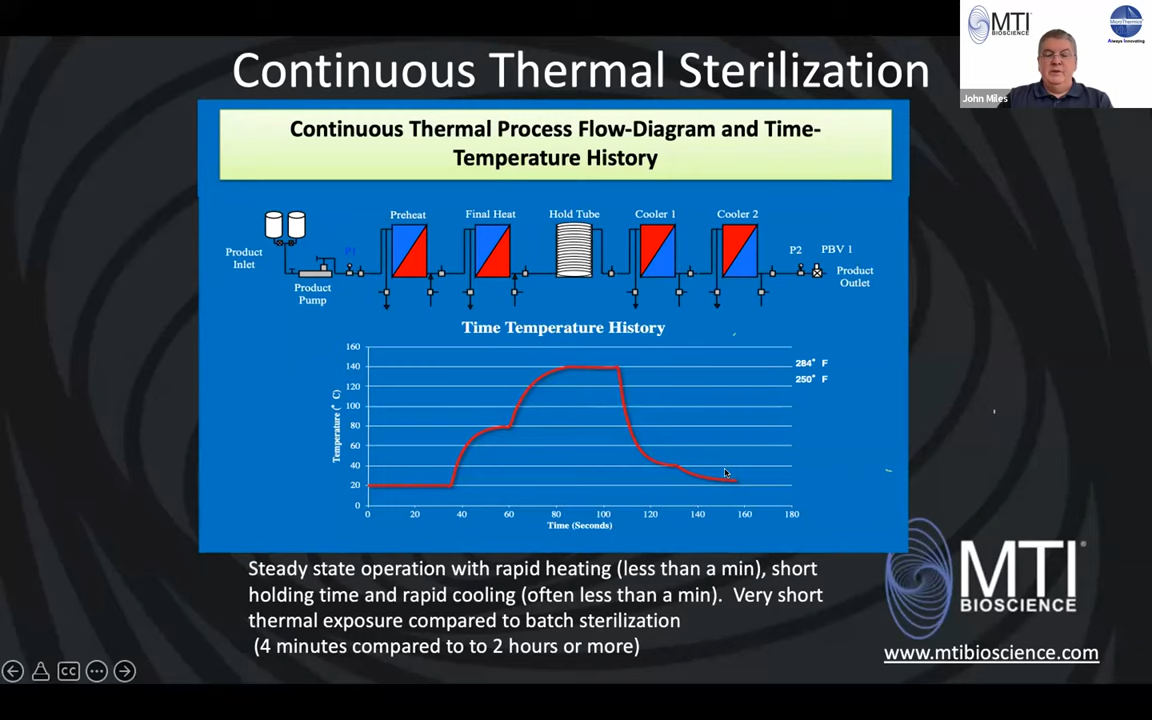 Continuous Thermal Sterilization
MTI
BIOSCIENCE
MicroThermics
Always Innovating
John Miles
Continuous Thermal Process Flow-Diagram and Time-
Temperature History
Preheat
Final Heat
Hold Tube
Cooler 1
Cooler 2
Product
Inlet
P1
Product
Pump
P2
PBV 1
Product
Outlet
Time Temperature History
Temperature (° C)
160
140
120
100
80
60
40
20
0
284° F
250° F
0 20 40 60 80 100 120 140 160 180
Time (Seconds)
Steady state operation with rapid heating (less than a min), short
holding time and rapid cooling (often less than a min). Very short
thermal exposure compared to batch sterilization
(4 minutes compared to to 2 hours or more)
MTI®
BIOSCIENCE
www.mtibioscience.com
CC